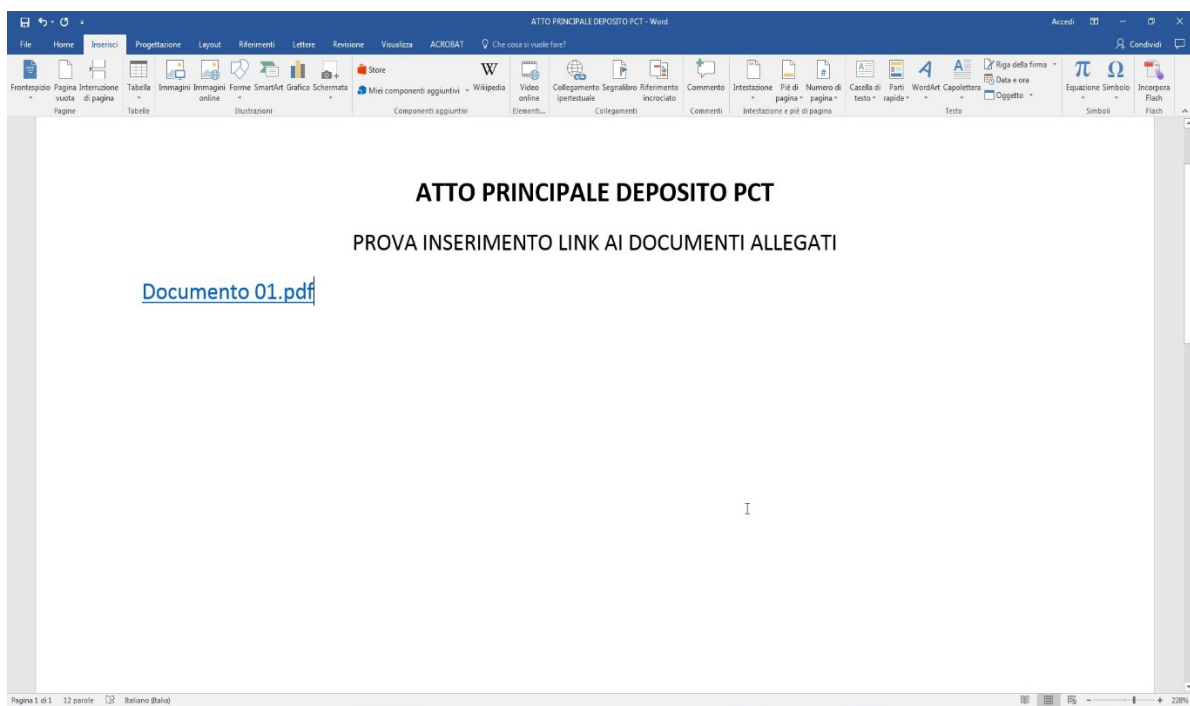 ATTO PRINCIPALE DEPOSITO PCT - Word
Accedi
File Home Inserisci Progettazione Layout Riferimenti Lettere Revisione Visualizza ACROBAT Che cosa si vuole fare? Condividi
Frontespizio Pagina vuota Interruzione di pagina
Tabella
Immagini Immagini online Forme SmartArt Grafico Schermata
Store
I miei componenti aggiuntivi
Wikipedia
Video online
Collegamento ipertestuale Segnalibro Riferimento incrociato
Commento
Intestazione Piè di pagina Numero di pagina
Casella di testo Parti rapide WordArt Capolettera
Riga della firma
Data e ora
Oggetto
Equazione Simbolo
Incorpora Flash
Pagine Tabelle Illustrazioni Componenti aggiuntivi Elementi... Collegamenti Commenti Intestazione e piè di pagina Testo Simboli Flash
ATTO PRINCIPALE DEPOSITO PCT
PROVA INSERIMENTO LINK AI DOCUMENTI ALLEGATI
Documento 01.pdf
Pagina 1 di 1 12 parole Italiano (Italia) 228%